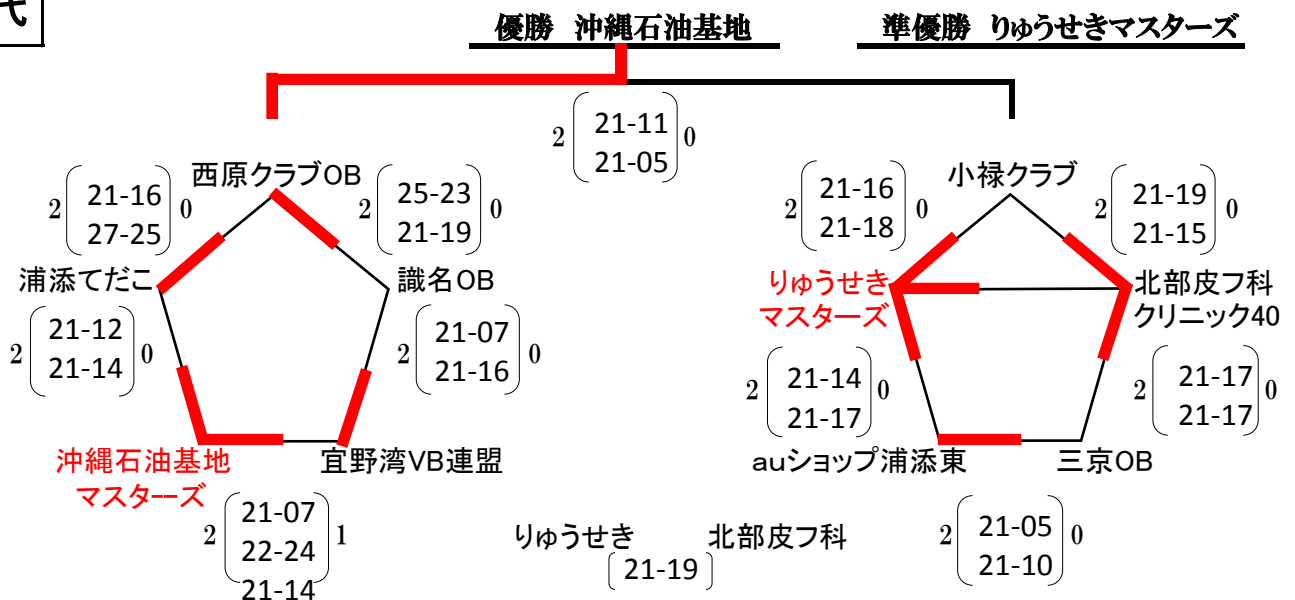 代
優勝 沖縄石油基地
準優勝 りゅうせきマスターズ
2 21-11 0
21-05
西原クラブOB
2 21-16 0
27-25
2 25-23 0
21-19
浦添てだこ
識名OB
2 21-12 0
21-14
2 21-07 0
21-16
沖縄石油基地
マスターズ
宜野湾VB連盟
2 21-07 1
22-24
21-14
小禄クラブ
2 21-16 0
21-18
2 21-19 0
21-15
りゅうせき
マスターズ
北部皮フ科
クリニック40
2 21-14 0
21-17
2 21-17 0
21-17
auショップ浦添東
三京OB
2 21-05 0
21-10
りゅうせき 北部皮フ科
21-19